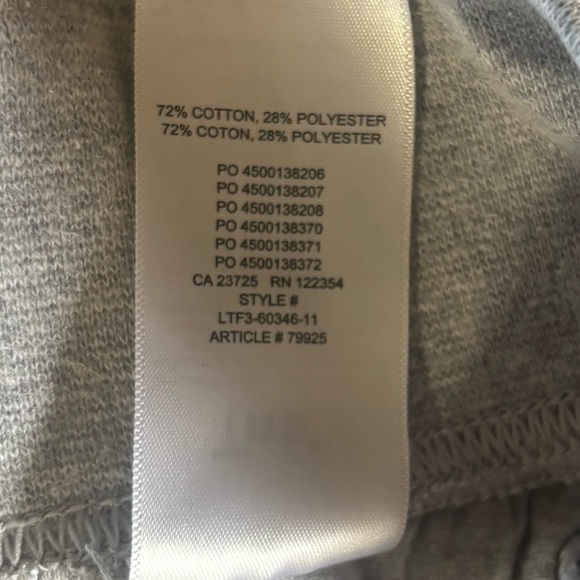 72% COTTON, 28% POLYESTER
72% COTON, 28% POLYESTER
PO 4500138206
PO 4500138207
PO 4500138208
PO 4500138370
PO 4500138371
PO 4500138372
CA 23725 RN 122354
STYLE #
LTF3-60346-11
ARTICLE # 79925